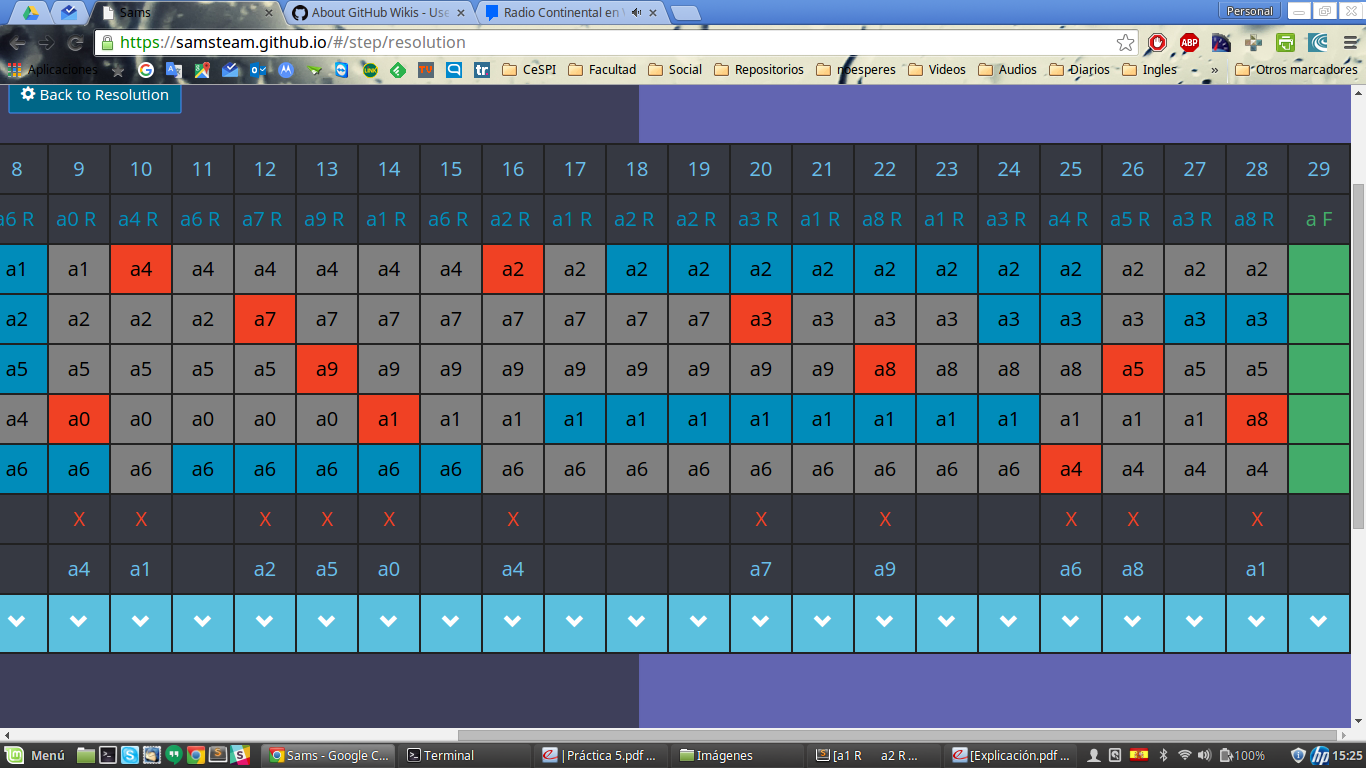 Sams
About GitHub Wikis - Use
Radio Continental en V
Personal
https://samsteam.github.io/#/step/resolution
Aplicaciones
CeSPI
Facultad
Social
Repositorios
noesperes
Videos
Audios
Diarios
Ingles
»
Otros marcadores
Back to Resolution
8 9 10 11 12 13 14 15 16 17 18 19 20 21 22 23 24 25 26 27 28 29
a6 R a0 R a4 R a6 R a7 R a9 R a1 R a6 R a2 R a1 R a2 R a2 R a3 R a1 R a8 R a1 R a3 R a4 R a5 R a3 R a8 R a F
a1 a1 a4 a4 a4 a4 a4 a4 a2 a2 a2 a2 a2 a2 a2 a2 a2 a2 a2 a2 a2
a2 a2 a2 a2 a7 a7 a7 a7 a7 a7 a7 a7 a3 a3 a3 a3 a3 a3 a3 a3 a3
a5 a5 a5 a5 a5 a9 a9 a9 a9 a9 a9 a9 a9 a9 a8 a8 a8 a8 a5 a5 a5
a4 a0 a0 a0 a0 a0 a1 a1 a1 a1 a1 a1 a1 a1 a1 a1 a1 a1 a1 a1 a8
a6 a6 a6 a6 a6 a6 a6 a6 a6 a6 a6 a6 a6 a6 a6 a6 a6 a4 a4 a4 a4
X X X X X X X X X X X
a4 a1 a2 a5 a0 a4 a7 a9 a6 a8 a1
Menú
Sams - Google C...
Terminal
|Práctica 5.pdf ...
Imágenes
[a1 R a2 R ...
[Explicación.pdf ...
100%
15:25